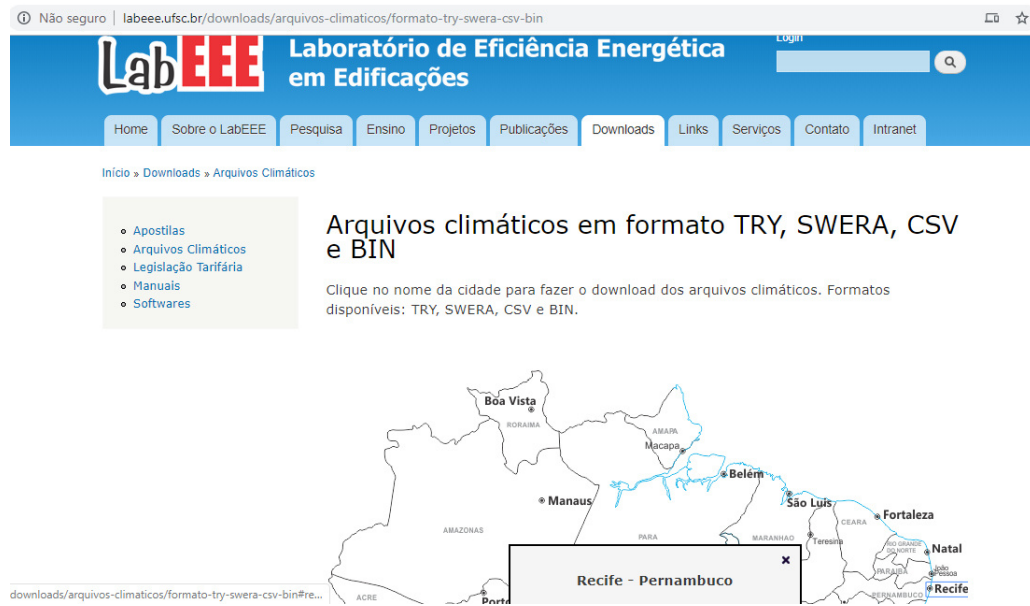 Não seguro | labeee.ufsc.br/downloads/arquivos-climaticos/formato-try-swera-csv-bin
Login
LabEEE
Laboratório de Eficiência Energética
em Edificações
Home Sobre o LabEEE Pesquisa Ensino Projetos Publicações Downloads Links Serviços Contato Intranet
Início » Downloads » Arquivos Climáticos
Apostilas
Arquivos Climáticos
Legislação Tarifária
Manuais
Softwares
Arquivos climáticos em formato TRY, SWERA, CSV
e BIN
Clique no nome da cidade para fazer o download dos arquivos climáticos. Formatos
disponíveis: TRY, SWERA, CSV e BIN.
Boa Vista
RORAIMA
AMAPA
Macapa
Belém
Manaus
São Luis
Fortaleza
CEARA
AMAZONAS
PARA
MARANHAO
Teresina
RIO GRANDE
DO NORTE
Natal
João
Pessoa
PARAIBA
Recife - Pernambuco
PERNAMBUCO
Recife
downloads/arquivos-climaticos/formato-try-swera-csv-bin#re...
ACRE
Porto